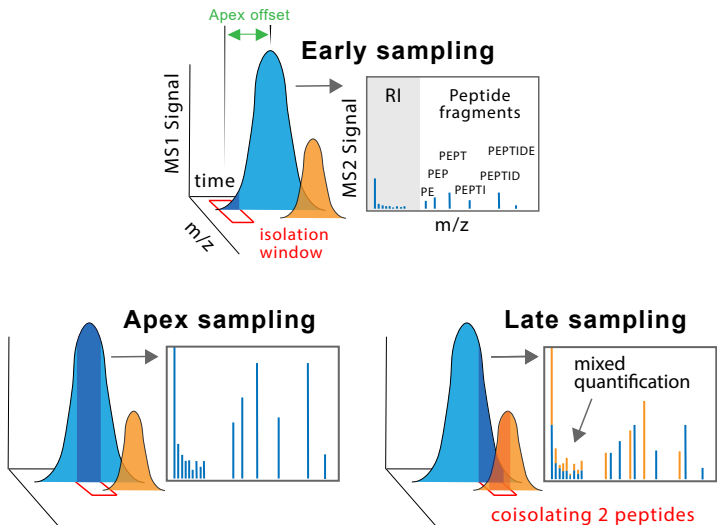 Apex offset
Early sampling
MS1 Signal
time
m/z
isolation
window
MS2 Signal
RI
Peptide
fragments
PEPTIDE
PEPT
PEP
PEPTID
PE
PEPTI
m/z
Apex sampling
Late sampling
mixed
quantification
coisolating 2 peptides